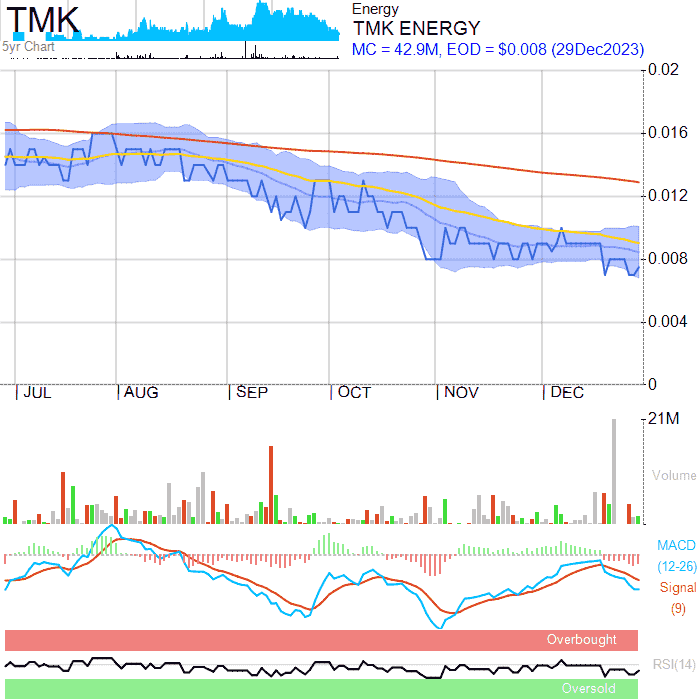 TMK
5yr Chart
Energy
TMK ENERGY
MC = 42.9M, EOD = $0.008 (29Dec2023)
0.02
0.016
0.012
0.008
0.004
0
JUL AUG SEP OCT NOV DEC
21M
Volume
MACD
(12-26)
Signal
(9)
Overbought
RSI(14)
Oversold